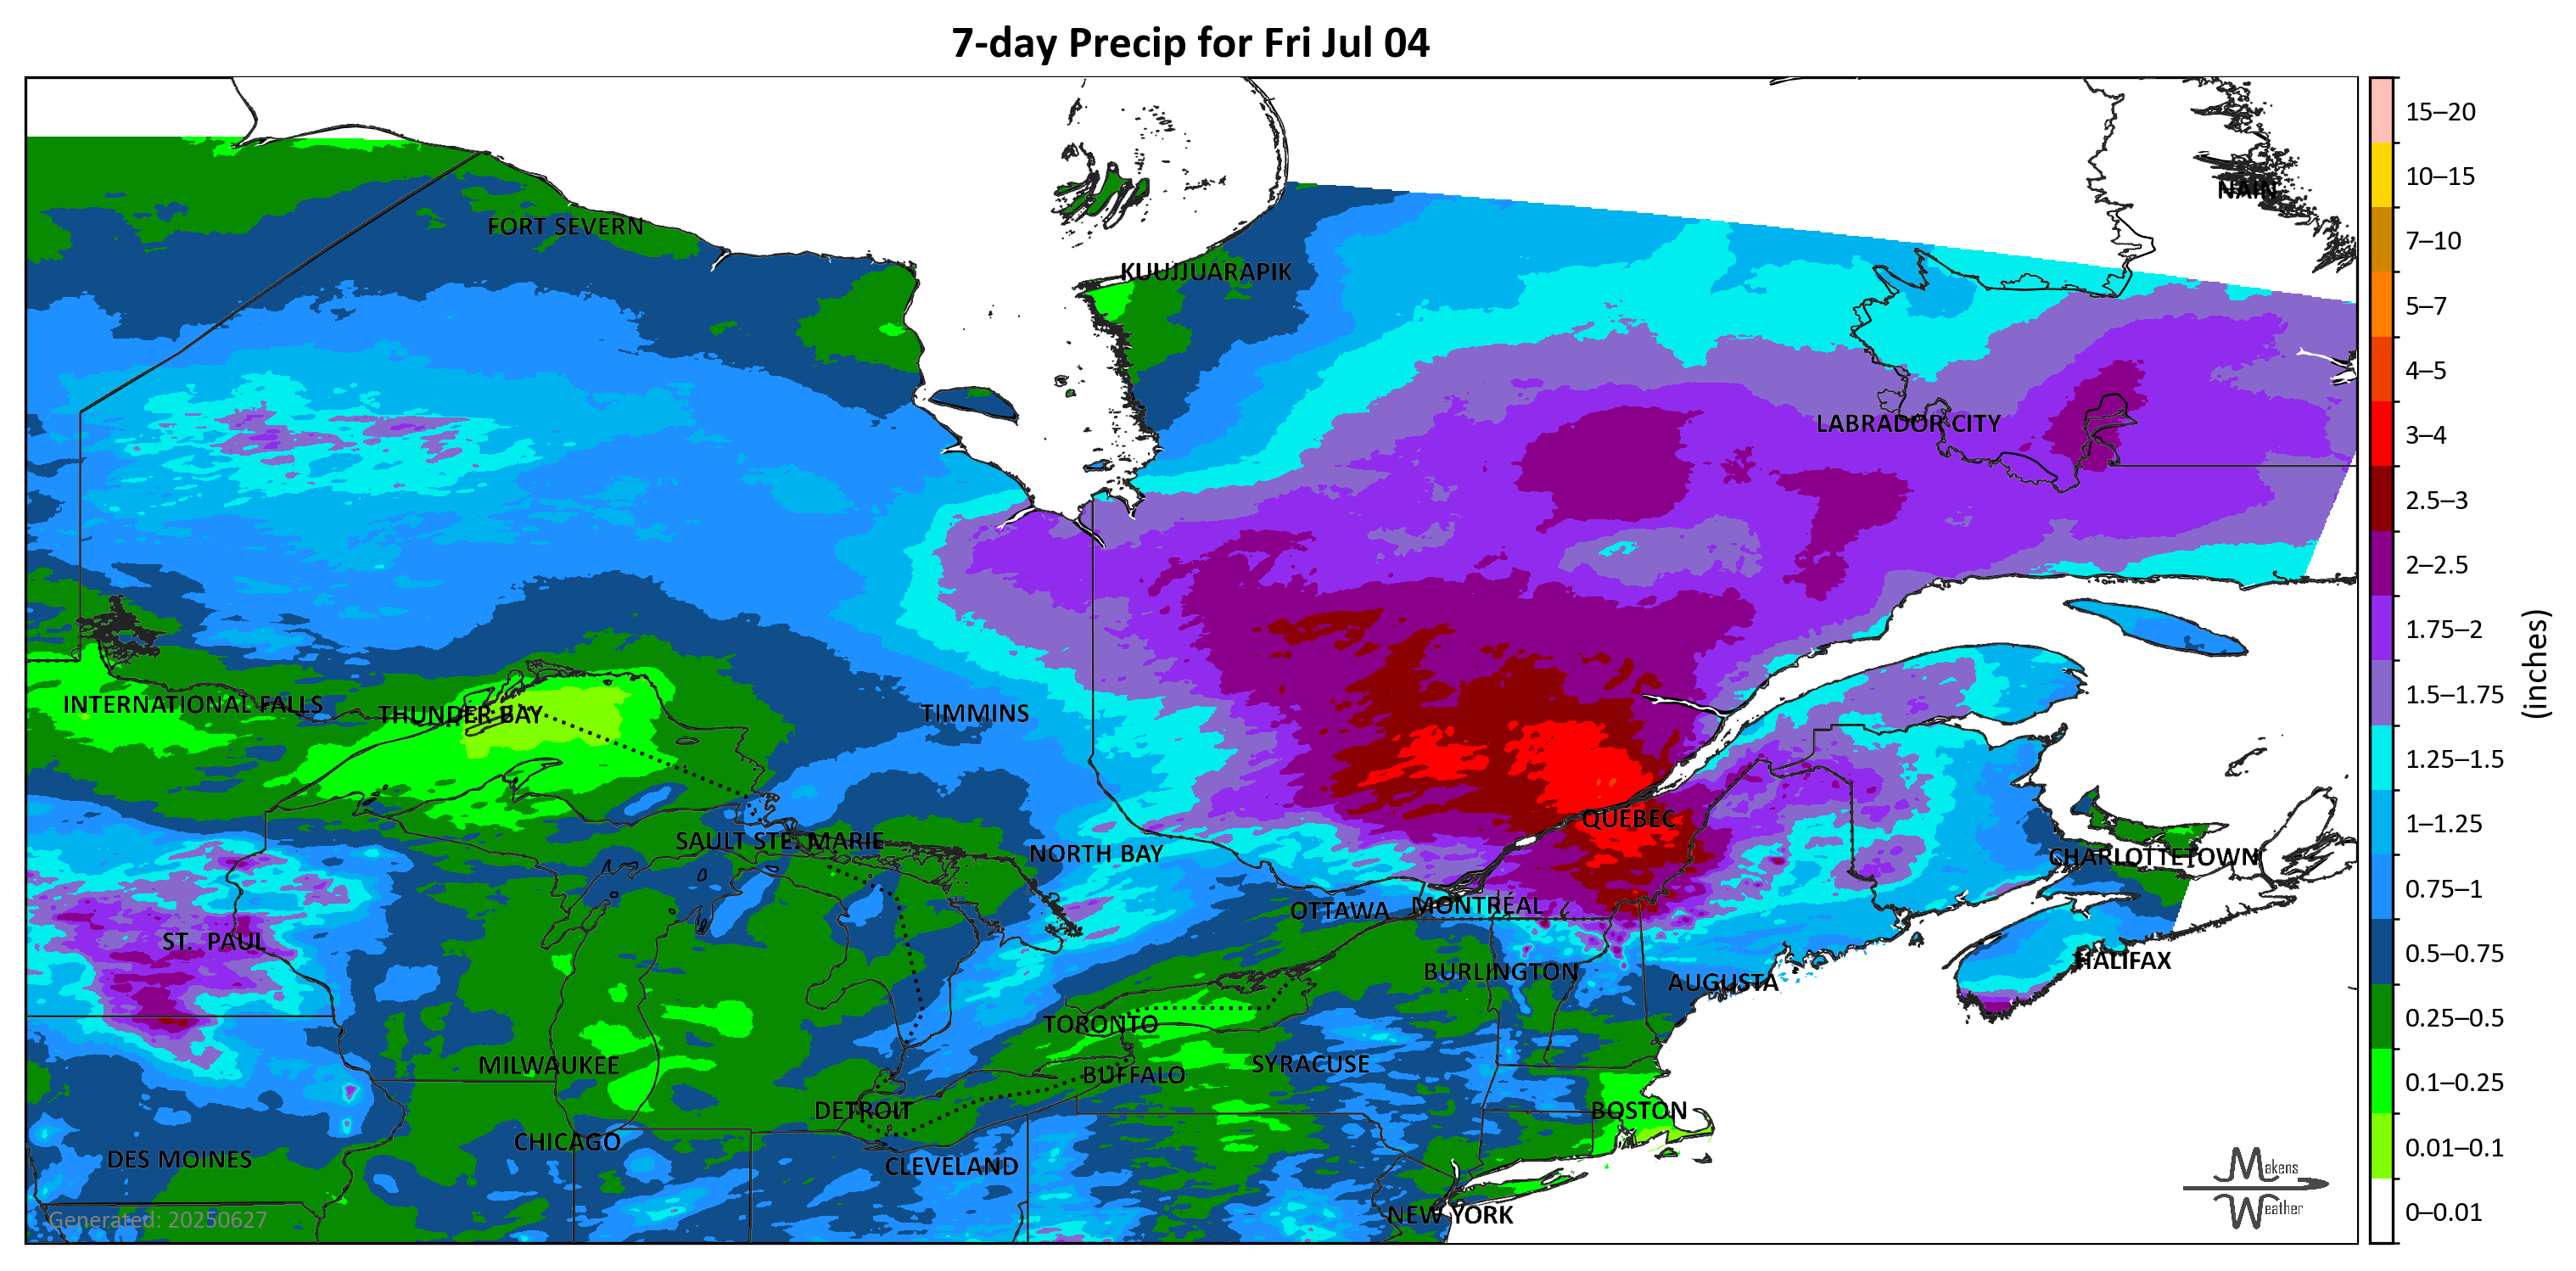 7-day Precip for Fri Jul 04
NAIN
FORT SEVERN
KUUJJUARAPIK
LABRADOR CITY
INTERNATIONAL FALLS
THUNDER BAY
TIMMINS
QUEBEC
SAULT STE. MARIE
NORTH BAY
CHARLOTTETOWN
OTTAWA
MONTRÉAL
ST. PAUL
HALIFAX
BURLINGTON
AUGUSTA
TORONTO
MILWAUKEE
SYRACUSE
BUFFALO
DETROIT
BOSTON
CHICAGO
DES MOINES
CLEVELAND
NEW YORK
Generated: 20250627
Makens
Weather
15–20
10–15
7–10
5–7
4–5
3–4
2.5–3
2–2.5
1.75–2
1.5–1.75
1.25–1.5
1–1.25
0.75–1
0.5–0.75
0.25–0.5
0.1–0.25
0.01–0.1
0–0.01
(inches)